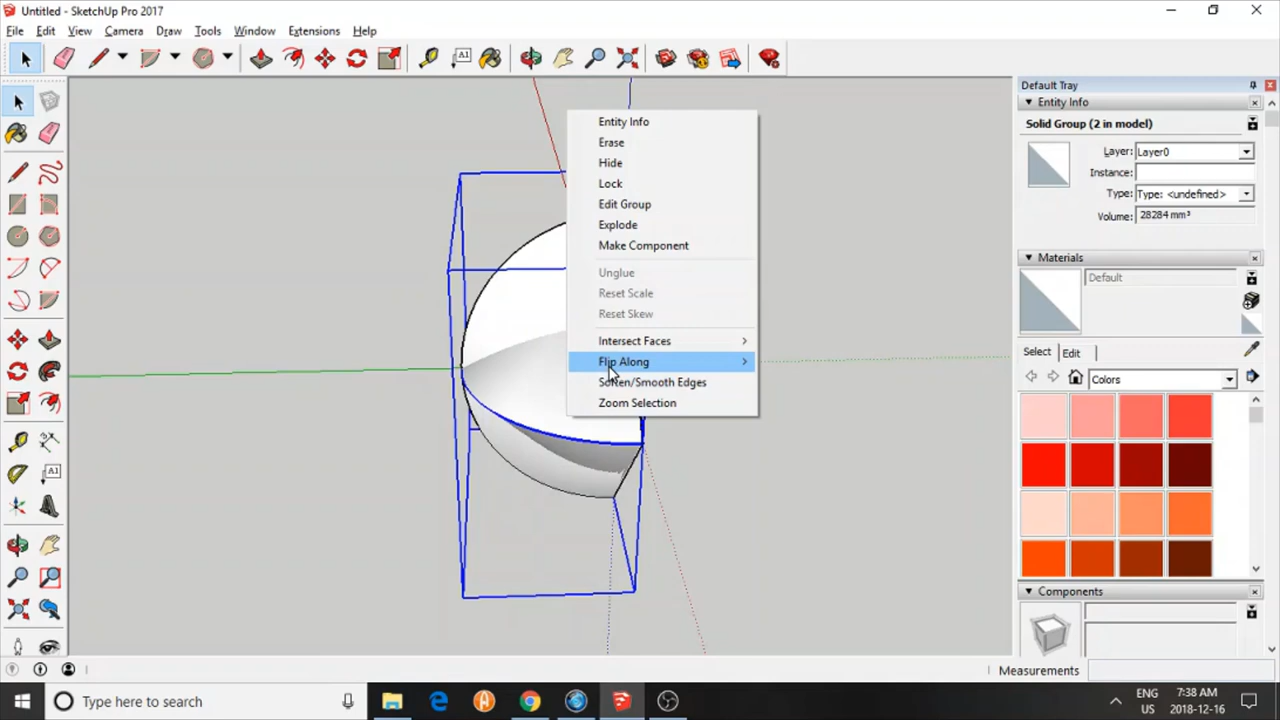 Untitled - SketchUp Pro 2017
File Edit View Camera Draw Tools Window Extensions Help
A1
Default Tray
Entity Info
Solid Group (2 in model)
Layer: Layer0
Instance:
Type: Type: <undefined>
Volume: 28284 mm³
Materials
Default
Select Edit
Colors
Components
Entity Info
Erase
Hide
Lock
Edit Group
Explode
Make Component
Unglue
Reset Scale
Reset Skew
Intersect Faces
Flip Along
Soften/Smooth Edges
Zoom Selection
A1
Measurements
Type here to search
ENG
US
7:38 AM
2018-12-16